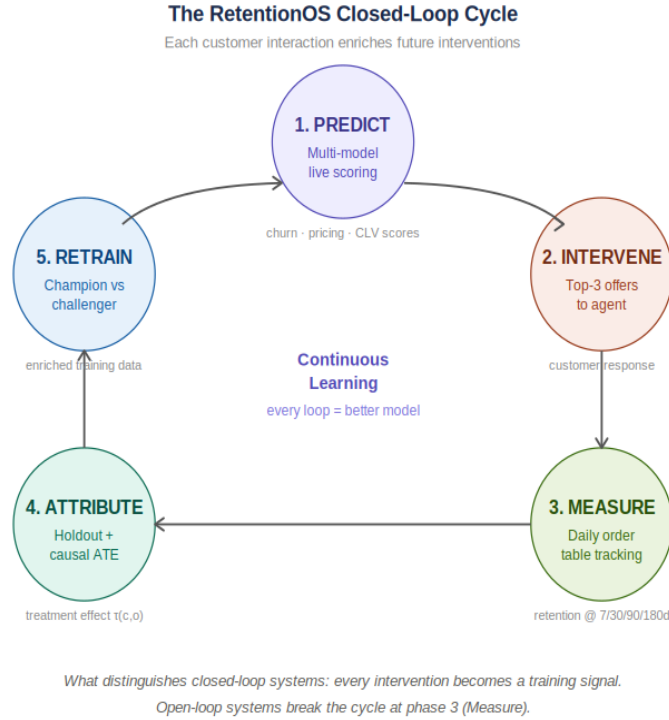 The RetentionOS Closed-Loop Cycle
Each customer interaction enriches future interventions
1. PREDICT
Multi-model
live scoring
churn · pricing · CLV scores
2. INTERVENE
Top-3 offers
to agent
customer response
3. MEASURE
Daily order
table tracking
retention @ 7/30/90/180d
4. ATTRIBUTE
Holdout +
causal ATE
treatment effect τ(c,o)
5. RETRAIN
Champion vs
challenger
enriched training data
Continuous
Learning
every loop = better model
What distinguishes closed-loop systems: every intervention becomes a training signal.
Open-loop systems break the cycle at phase 3 (Measure).